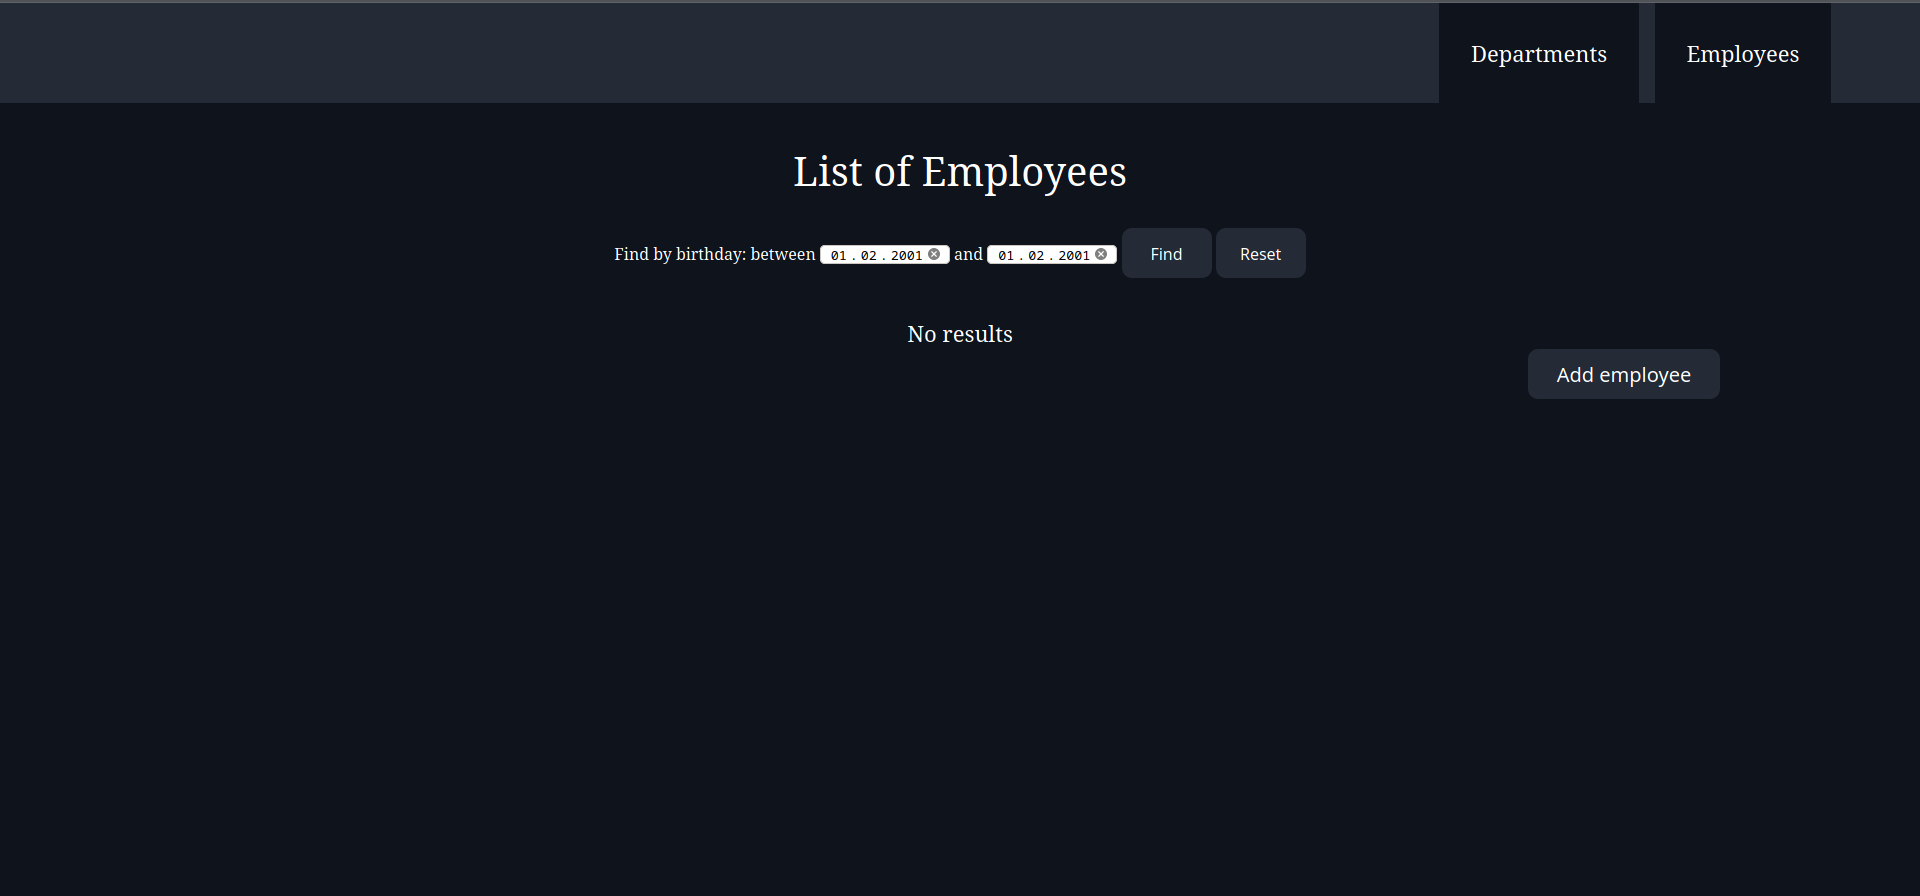 Departments Employees
List of Employees
Find by birthday: between 01 . 02 . 2001 and 01 . 02 . 2001 Find Reset
No results
Add employee